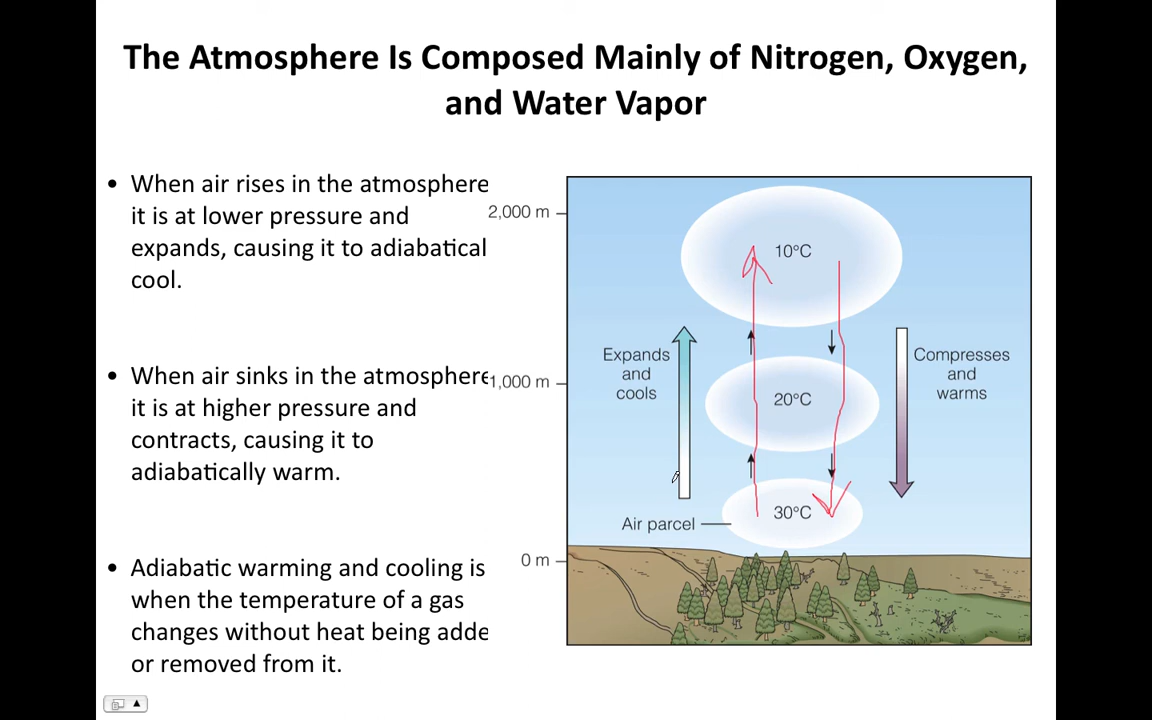 The Atmosphere Is Composed Mainly of Nitrogen, Oxygen,
and Water Vapor
• When air rises in the atmosphere
it is at lower pressure and
expands, causing it to adiabatical
cool.
• When air sinks in the atmosphere
it is at higher pressure and
contracts, causing it to
adiabatically warm.
• Adiabatic warming and cooling is
when the temperature of a gas
changes without heat being adde
or removed from it.
2,000 m
10°C
Expands
and
cools
Compresses
and
warms
1,000 m
20°C
30°C
Air parcel
0 m